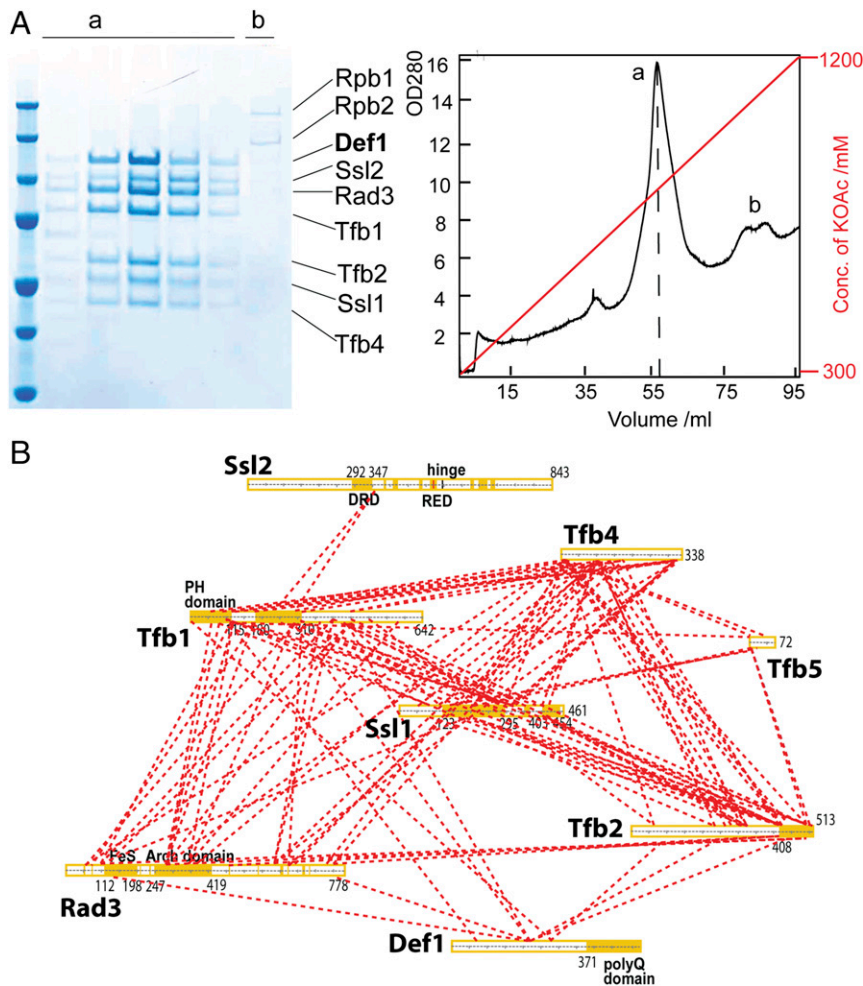 A
a
b
Rpb1
Rpb2
Def1
Ssl2
Rad3
Tfb1
Tfb2
Ssl1
Tfb4
OD280
16
14
12
10
8
6
4
2
a
b
15
35
55
75
95
Volume /ml
1200
300
Conc. of KOAc /mM
B
Ssl2
292 347
hinge
843
DRD
RED
Tfb4
338
PH
domain
Tfb1
115
310
642
72
Tfb5
Ssl1
295
403
454
461
Tfb2
513
408
FeS
Arch domain
112
198
247
419
778
Rad3
Def1
371
polyQ
domain